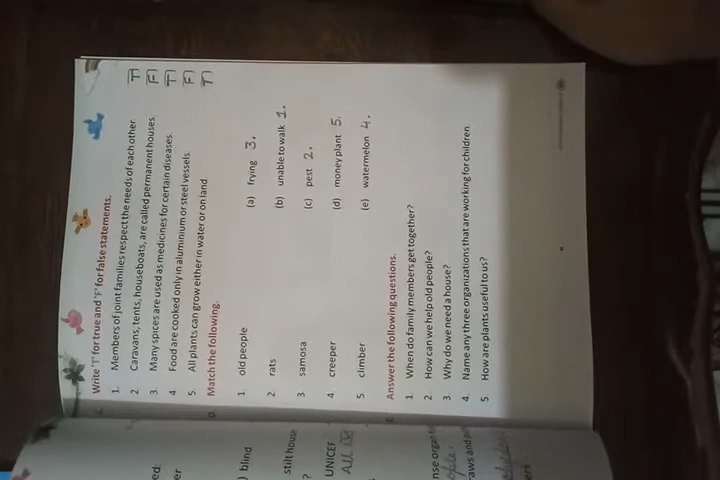 C. Write 'T' for true and 'F' for false statements.
1. Members of joint families respect the needs of each other. T
2. Caravans, tents, houseboats, are called permanent houses. F
3. Many spices are used as medicines for certain diseases. T
4. Food are cooked only in aluminium or steel vessels. F
5. All plants can grow either in water or on land. T
D. Match the following.
1. old people (a) frying 3.
2. rats (b) unable to walk 1.
3 samosa (c) pest 2.
4. creeper (d) money plant 5.
5. climber (e) watermelon 4.
E Answer the following questions.
1. When do family members get together?
2 How can we help old people?
3. Why do we need a house?
4. Name any three organizations that are working for children
5. How are plants useful to us?
ed:
er
) blind
stilt house
?
UNICEF
All
nse organ
raws and